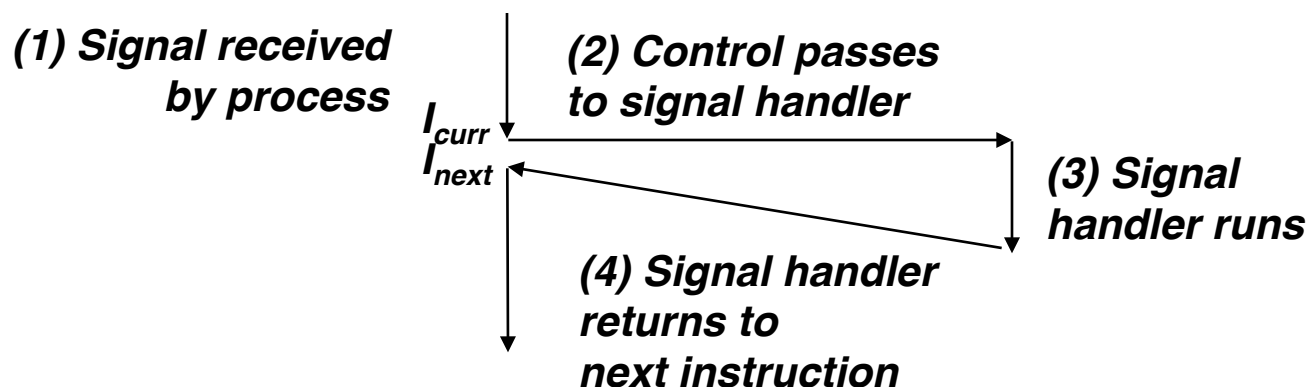 (1) Signal received
by process
(2) Control passes
to signal handler
I_curr
I_next
(3) Signal
handler runs
(4) Signal handler
returns to
next instruction